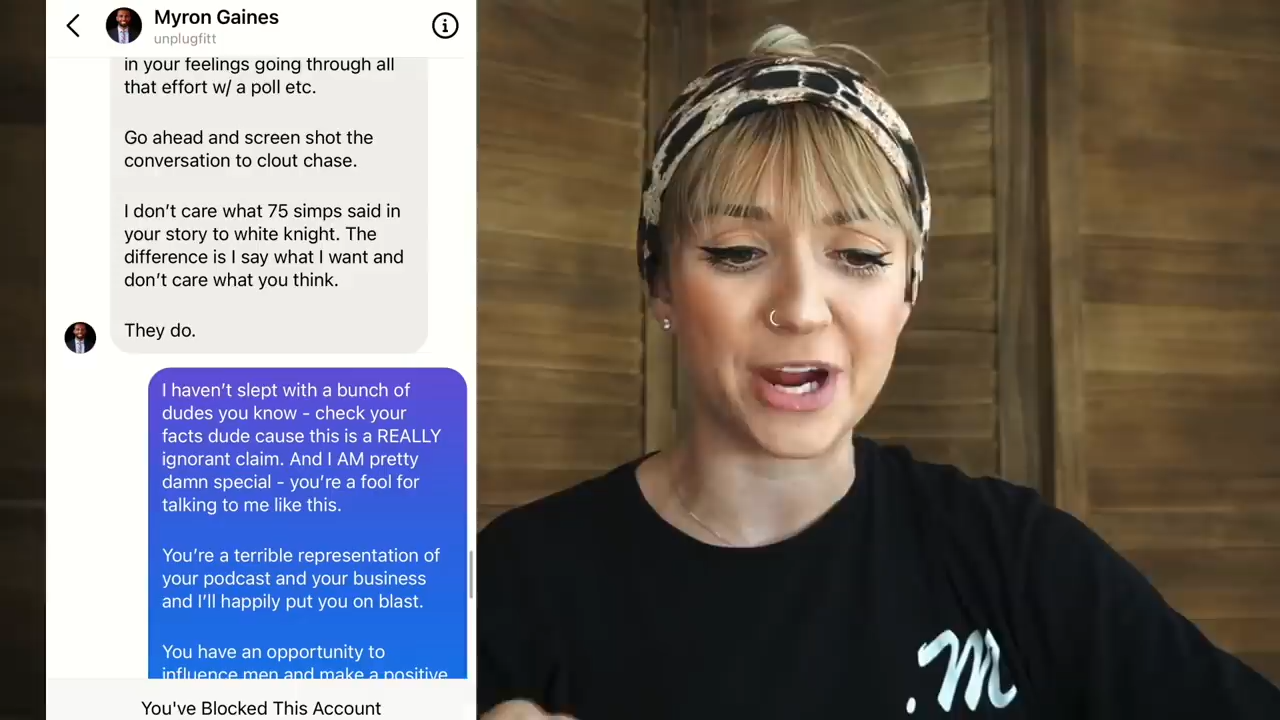 Myron Gaines
unplugfitt
in your feelings going through all
that effort w/ a poll etc.
Go ahead and screen shot the
conversation to clout chase.
I don't care what 75 simps said in
your story to white knight. The
difference is I say what I want and
don't care what you think.
They do.
I haven't slept with a bunch of
dudes you know - check your
facts dude cause this is a REALLY
ignorant claim. And I AM pretty
damn special - you're a fool for
talking to me like this.
You're a terrible representation of
your podcast and your business
and I'll happily put you on blast.
You have an opportunity to
influence men and make a positive
You've Blocked This Account
.m